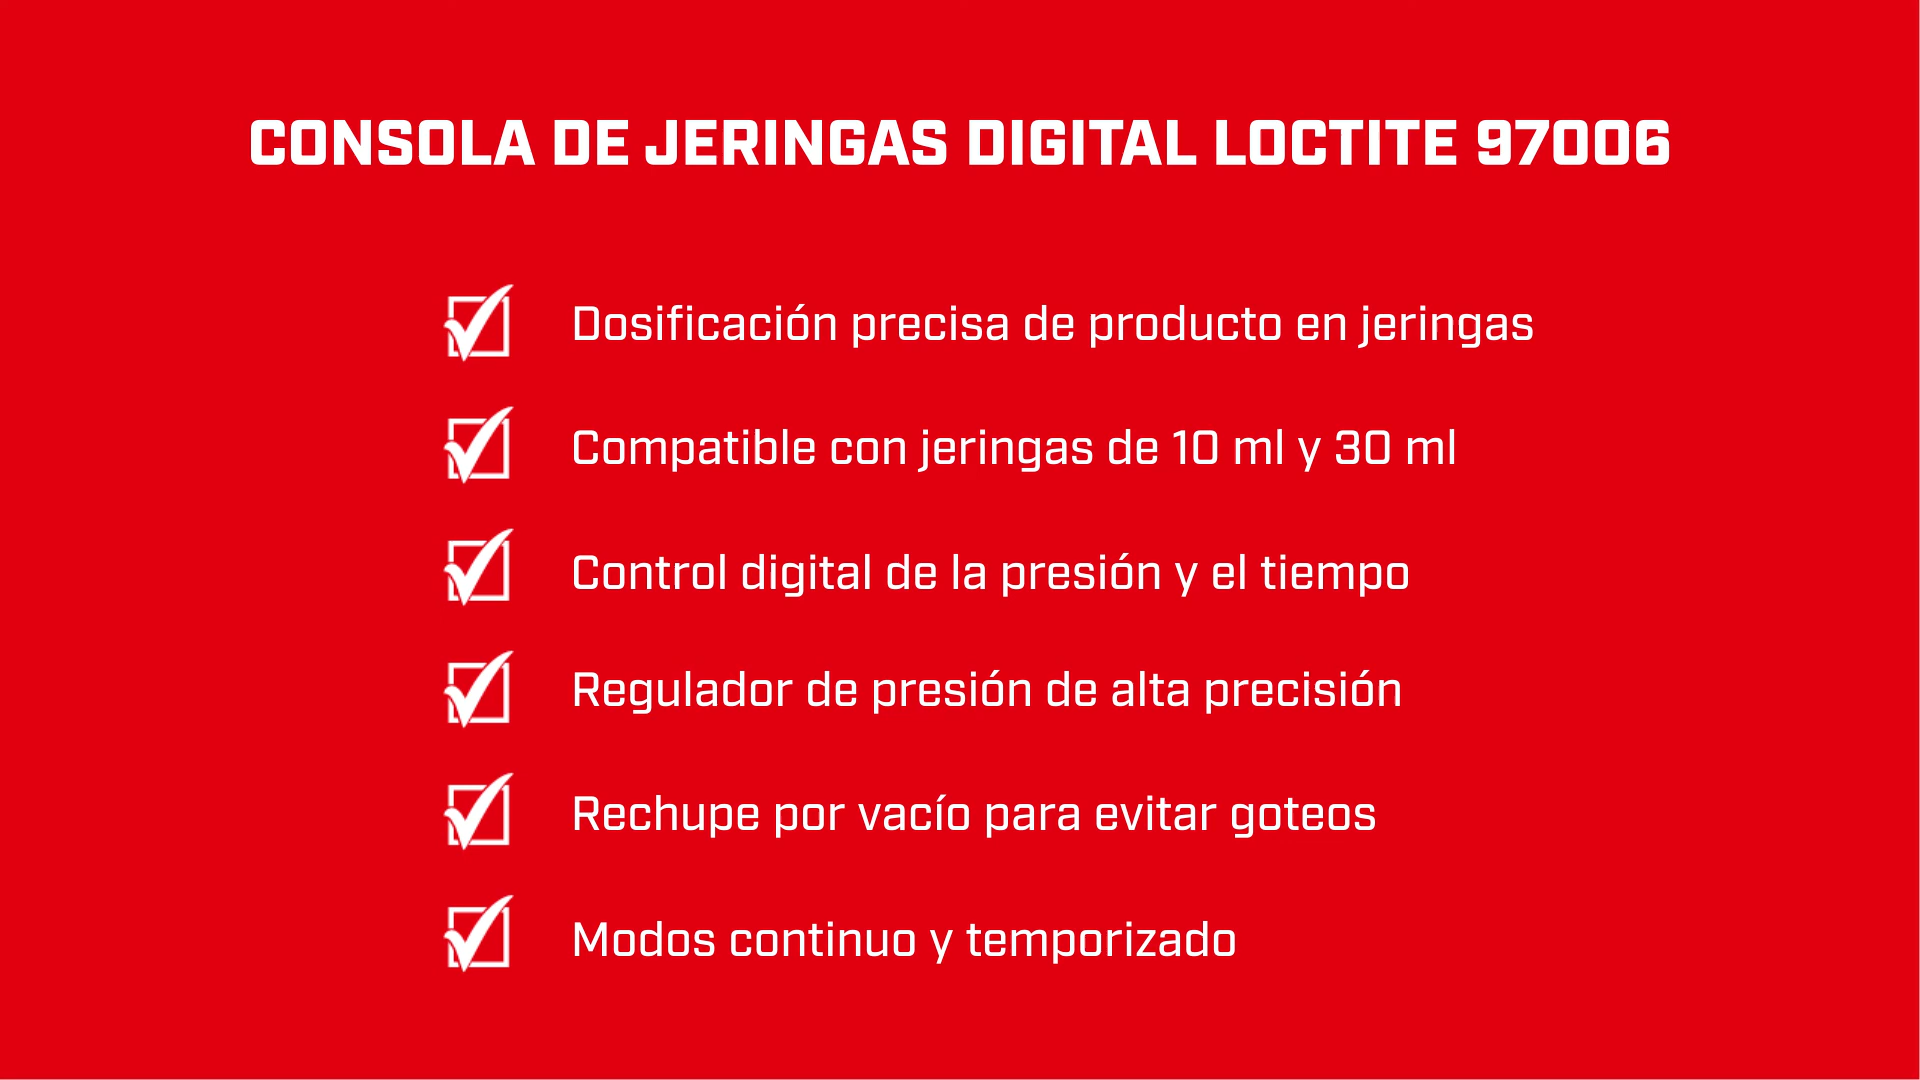 CONSOLA DE JERINGAS DIGITAL LOCTITE 97006
Dosificación precisa de producto en jeringas
Compatible con jeringas de 10 ml y 30 ml
Control digital de la presión y el tiempo
Regulador de presión de alta precisión
Rechupe por vacío para evitar goteos
Modos continuo y temporizado